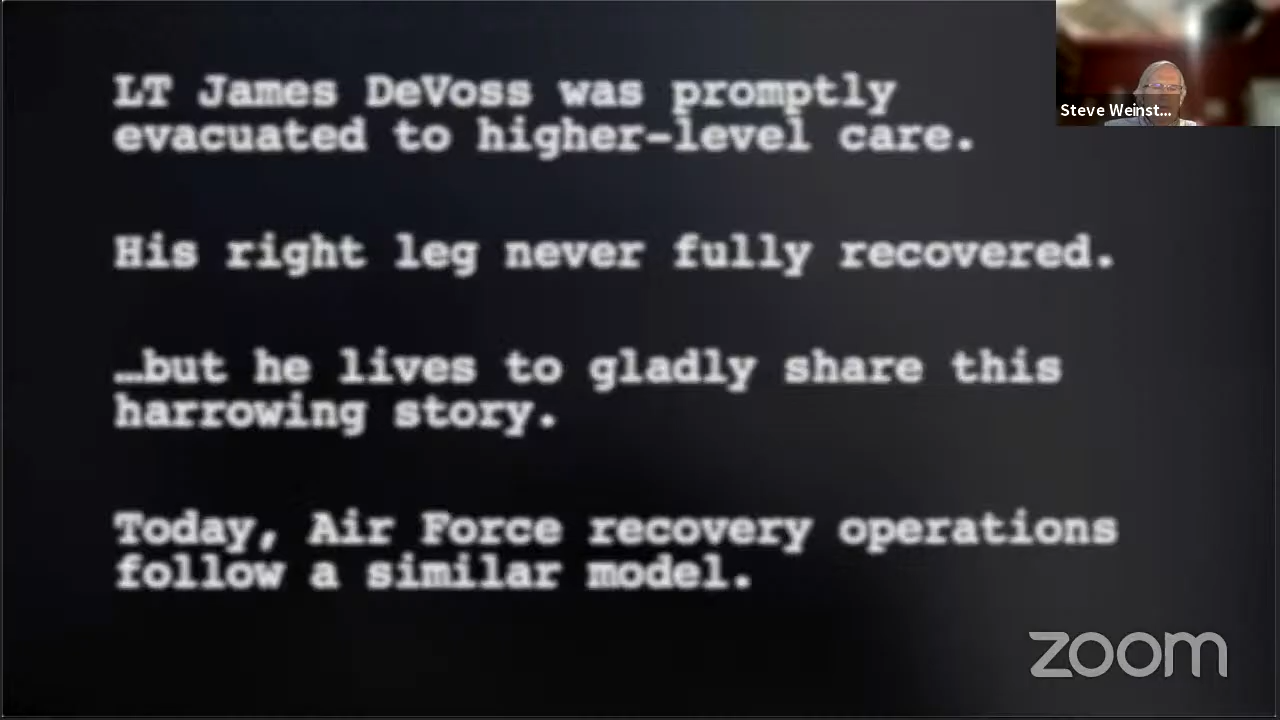 LT James DeVoss was promptly
evacuated to higher-level care.
His right leg never fully recovered.
…but he lives to gladly share this
harrowing story.
Today, Air Force recovery operations
follow a similar model.
Steve Weinst...
zoom